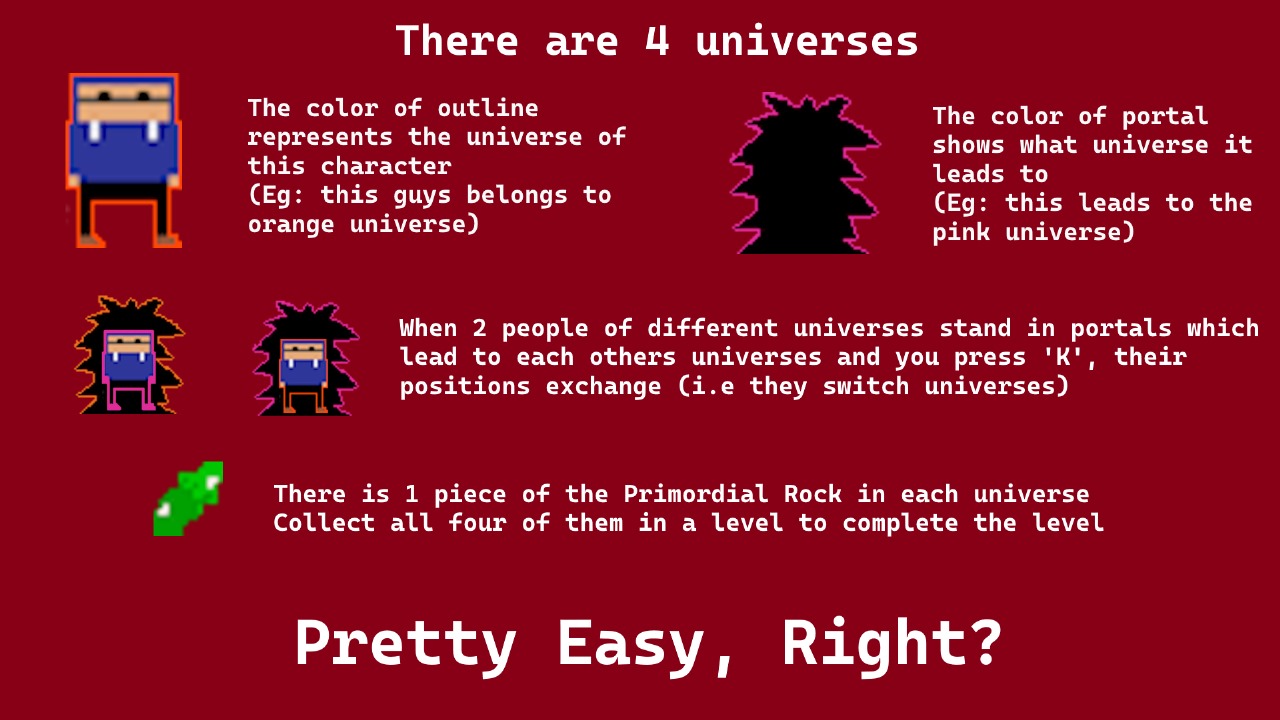 There are 4 universes
The color of outline
represents the universe of
this character
(Eg: this guys belongs to
orange universe)
The color of portal
shows what universe it
leads to
(Eg: this leads to the
pink universe)
When 2 people of different universes stand in portals which
lead to each others universes and you press 'K', their
positions exchange (i.e they switch universes)
There is 1 piece of the Primordial Rock in each universe
Collect all four of them in a level to complete the level
Pretty Easy, Right?